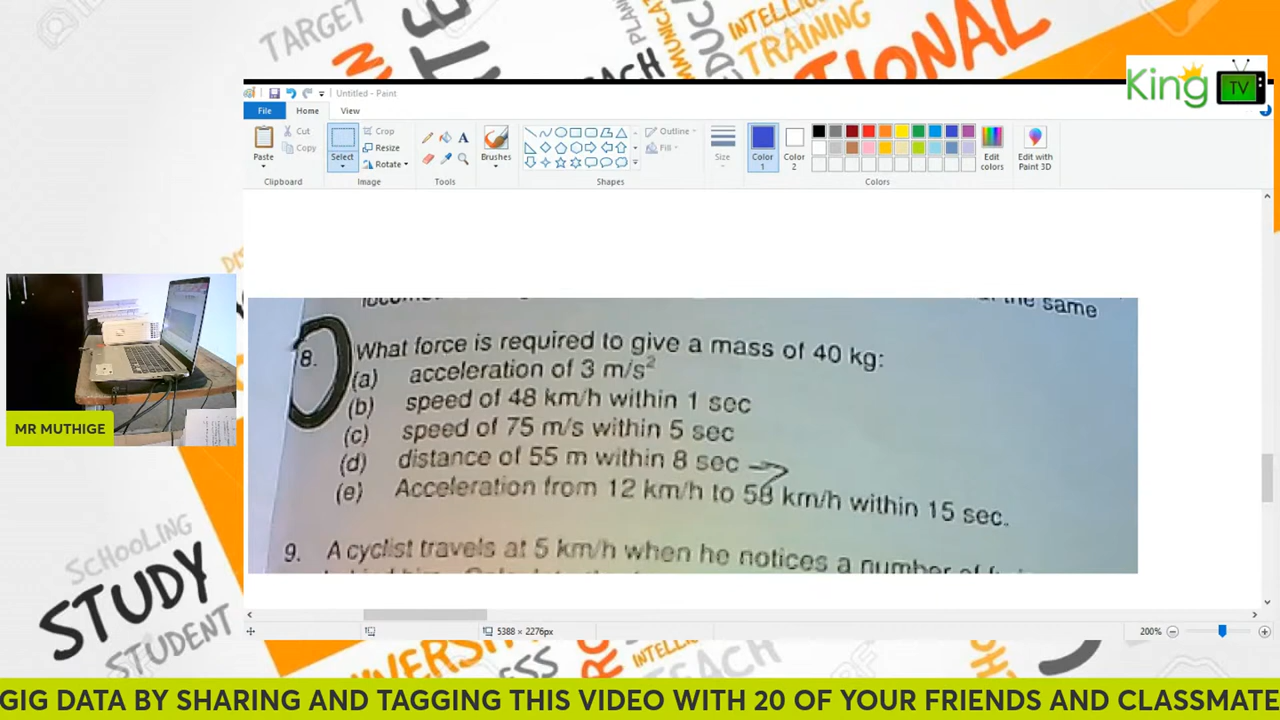 TARGET
PLAN
INTELLIG
TRAINING
EDUC
King TV
Untitled - Paint
File Home View
Cut
Copy
Paste
Clipboard
Crop
Resize
Rotate
Select
Image
Tools
Brushes
Outline
Fill
Shapes
Size
Color 1
Color 2
Edit colors
Colors
Edit with Paint 3D
the same
8. What force is required to give a mass of 40 kg:
(a) acceleration of 3 m/s²
(b) speed of 48 km/h within 1 sec
(c) speed of 75 m/s within 5 sec
(d) distance of 55 m within 8 sec
(e) Acceleration from 12 km/h to 58 km/h within 15 sec.
9. A cyclist travels at 5 km/h when he notices a number of
MR MUTHIGE
5388 × 2276px
200%
SCHOOLING
STUDY
STUDENT
TEACH
GIG DATA BY SHARING AND TAGGING THIS VIDEO WITH 20 OF YOUR FRIENDS AND CLASSMATE